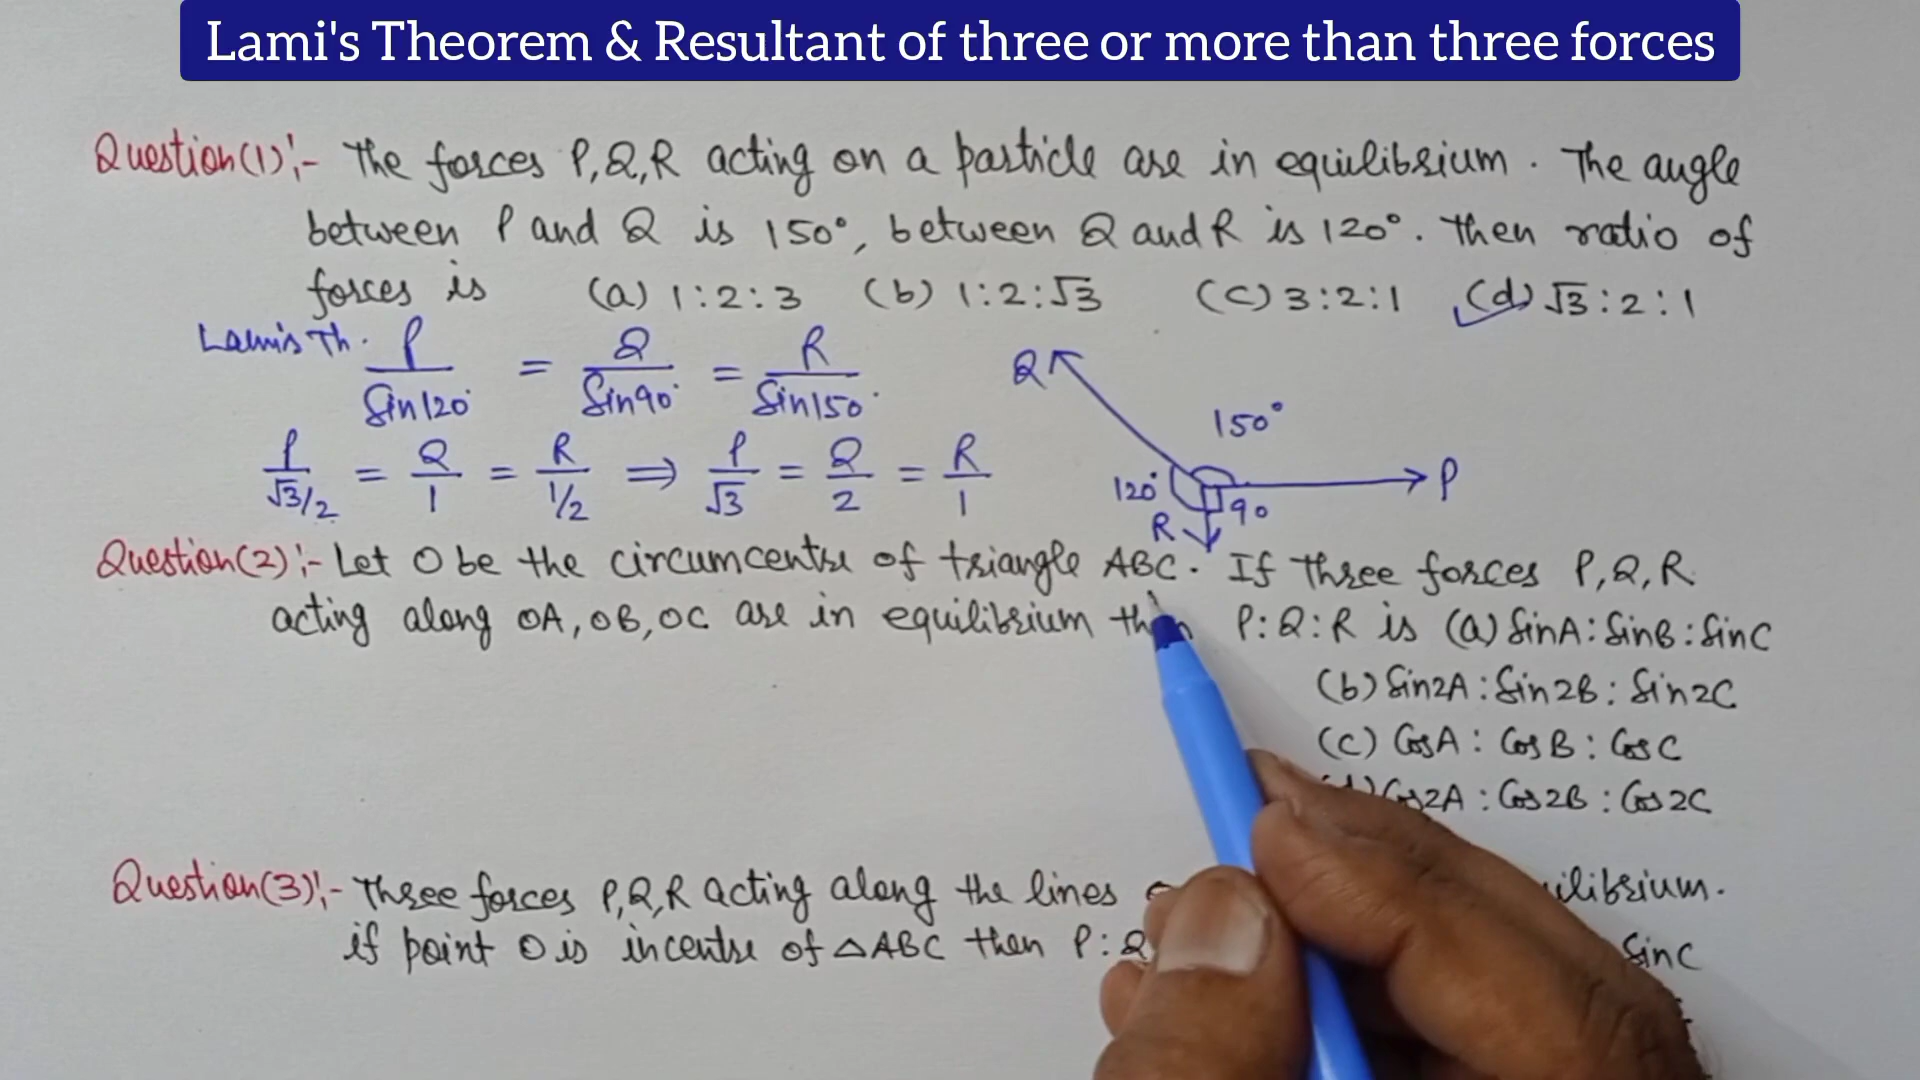 Lami's Theorem & Resultant of three or more than three forces
Question(1):- The forces P,Q,R acting on a particle are in equilibrium. The angle
between P and Q is 150°, between Q and R is 120°. Then ratio of
forces is (a) 1:2:3 (b) 1:2:√3 (c) 3:2:1 (d) √3:2:1
Lami's Th. P/Sin120° = Q/Sin90° = R/Sin150°
P/√3/2 = Q/1 = R/1/2 ⇒ P/√3 = Q/2 = R/1
Q 150° P 120° 90 R
Question(2):- Let O be the circumcentre of triangle ABC. If three forces P,Q,R
acting along OA, OB, OC are in equilibrium then P:Q:R is (a) SinA:SinB:SinC
(b) Sin2A:Sin2B:Sin2C
(c) CosA:CosB:CosC
Cos2A:Cos2B:Cos2C
Question(3):- Three forces P,Q,R acting along the lines
if point O is incentre of △ABC then P:Q SinC